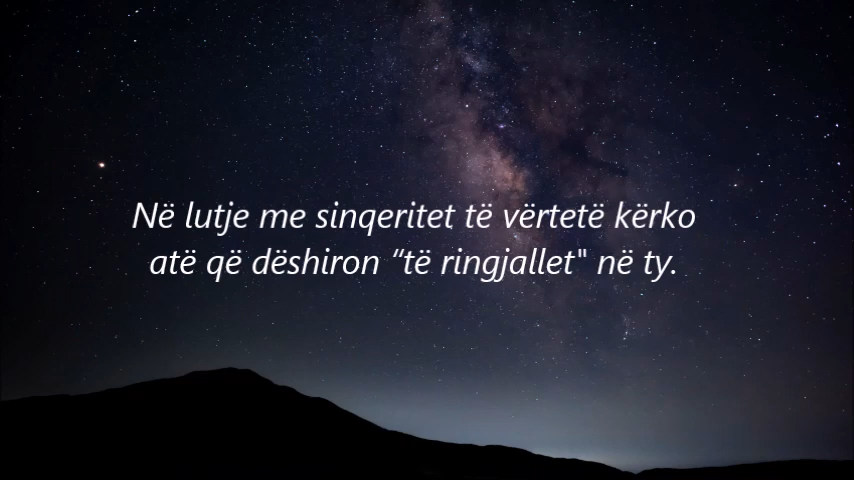 Në lutje me sinqeritet të vërtetë kërko
atë që dëshiron “të ringjallet" në ty.